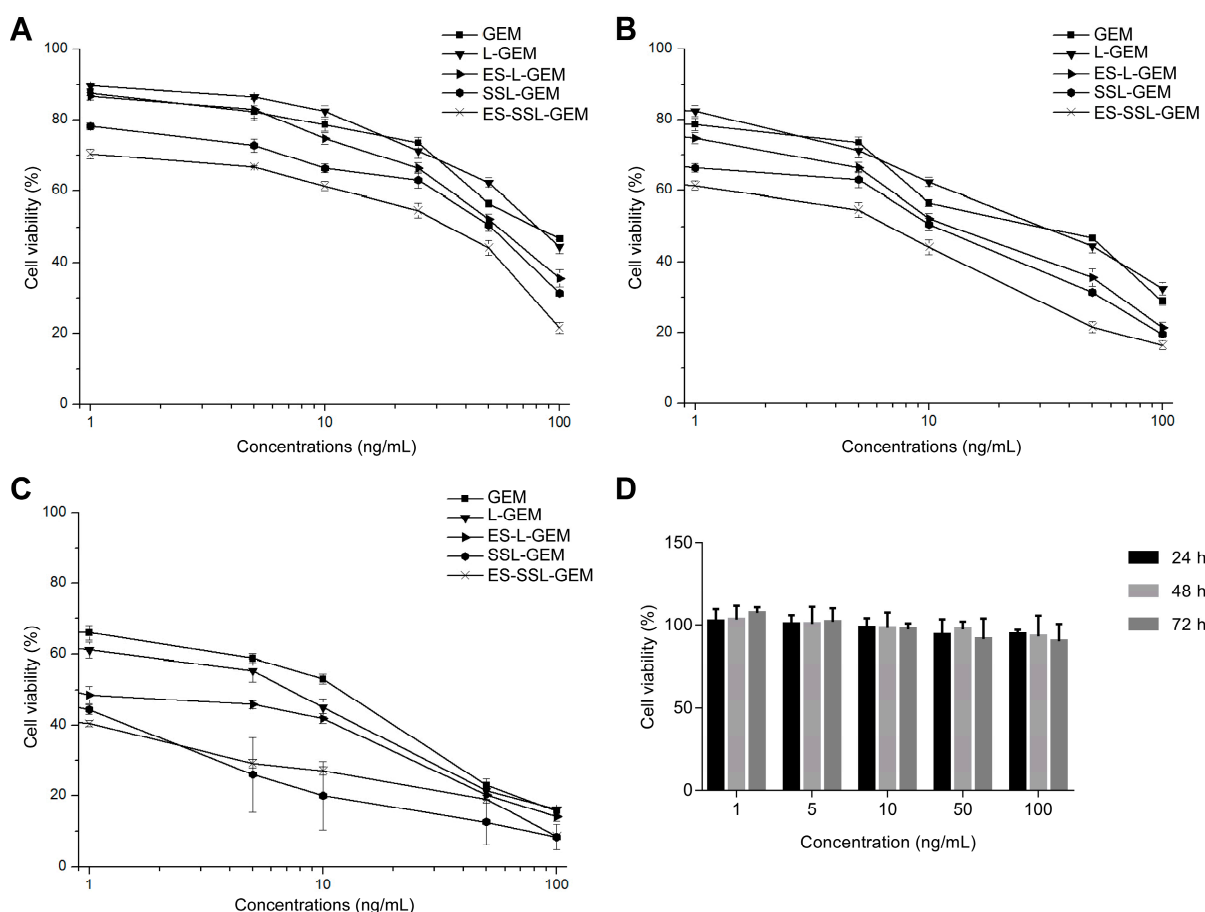 A
GEM
L-GEM
ES-L-GEM
SSL-GEM
ES-SSL-GEM
Cell viability (%)
100
80
60
40
20
0
1
10
100
Concentrations (ng/mL)
B
GEM
L-GEM
ES-L-GEM
SSL-GEM
ES-SSL-GEM
Cell viability (%)
100
80
60
40
20
0
1
10
100
Concentrations (ng/mL)
C
GEM
L-GEM
ES-L-GEM
SSL-GEM
ES-SSL-GEM
Cell viability (%)
100
80
60
40
20
0
1
10
100
Concentrations (ng/mL)
D
24 h
48 h
72 h
Cell viability (%)
150
100
50
0
1
5
10
50
100
Concentration (ng/mL)